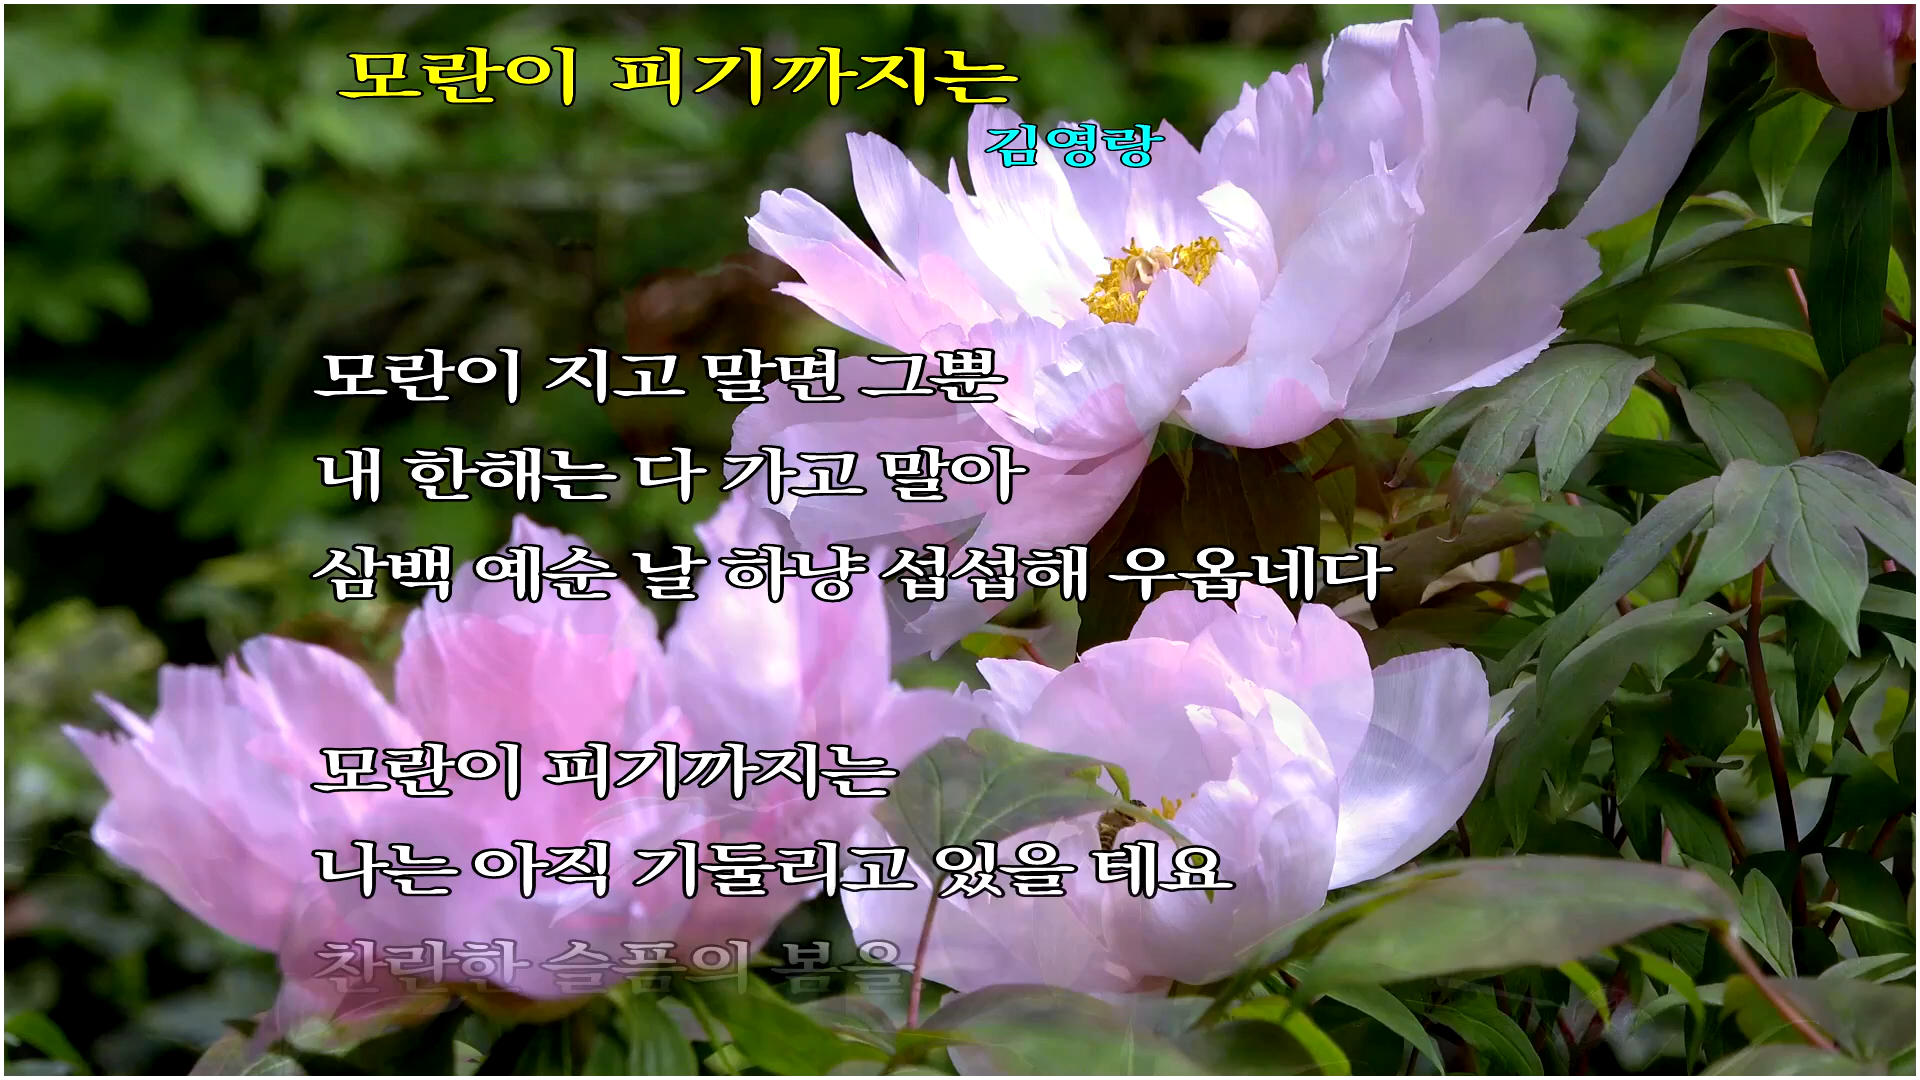 모란이 피기까지는
김영랑
모란이 지고 말면 그뿐
내 한해는 다 가고 말아
삼백 예순 날 하냥 섭섭해 우옵네다
모란이 피기까지는
나는 아직 기둘리고 있을 테요
찬란한 슬픔의 봄을.